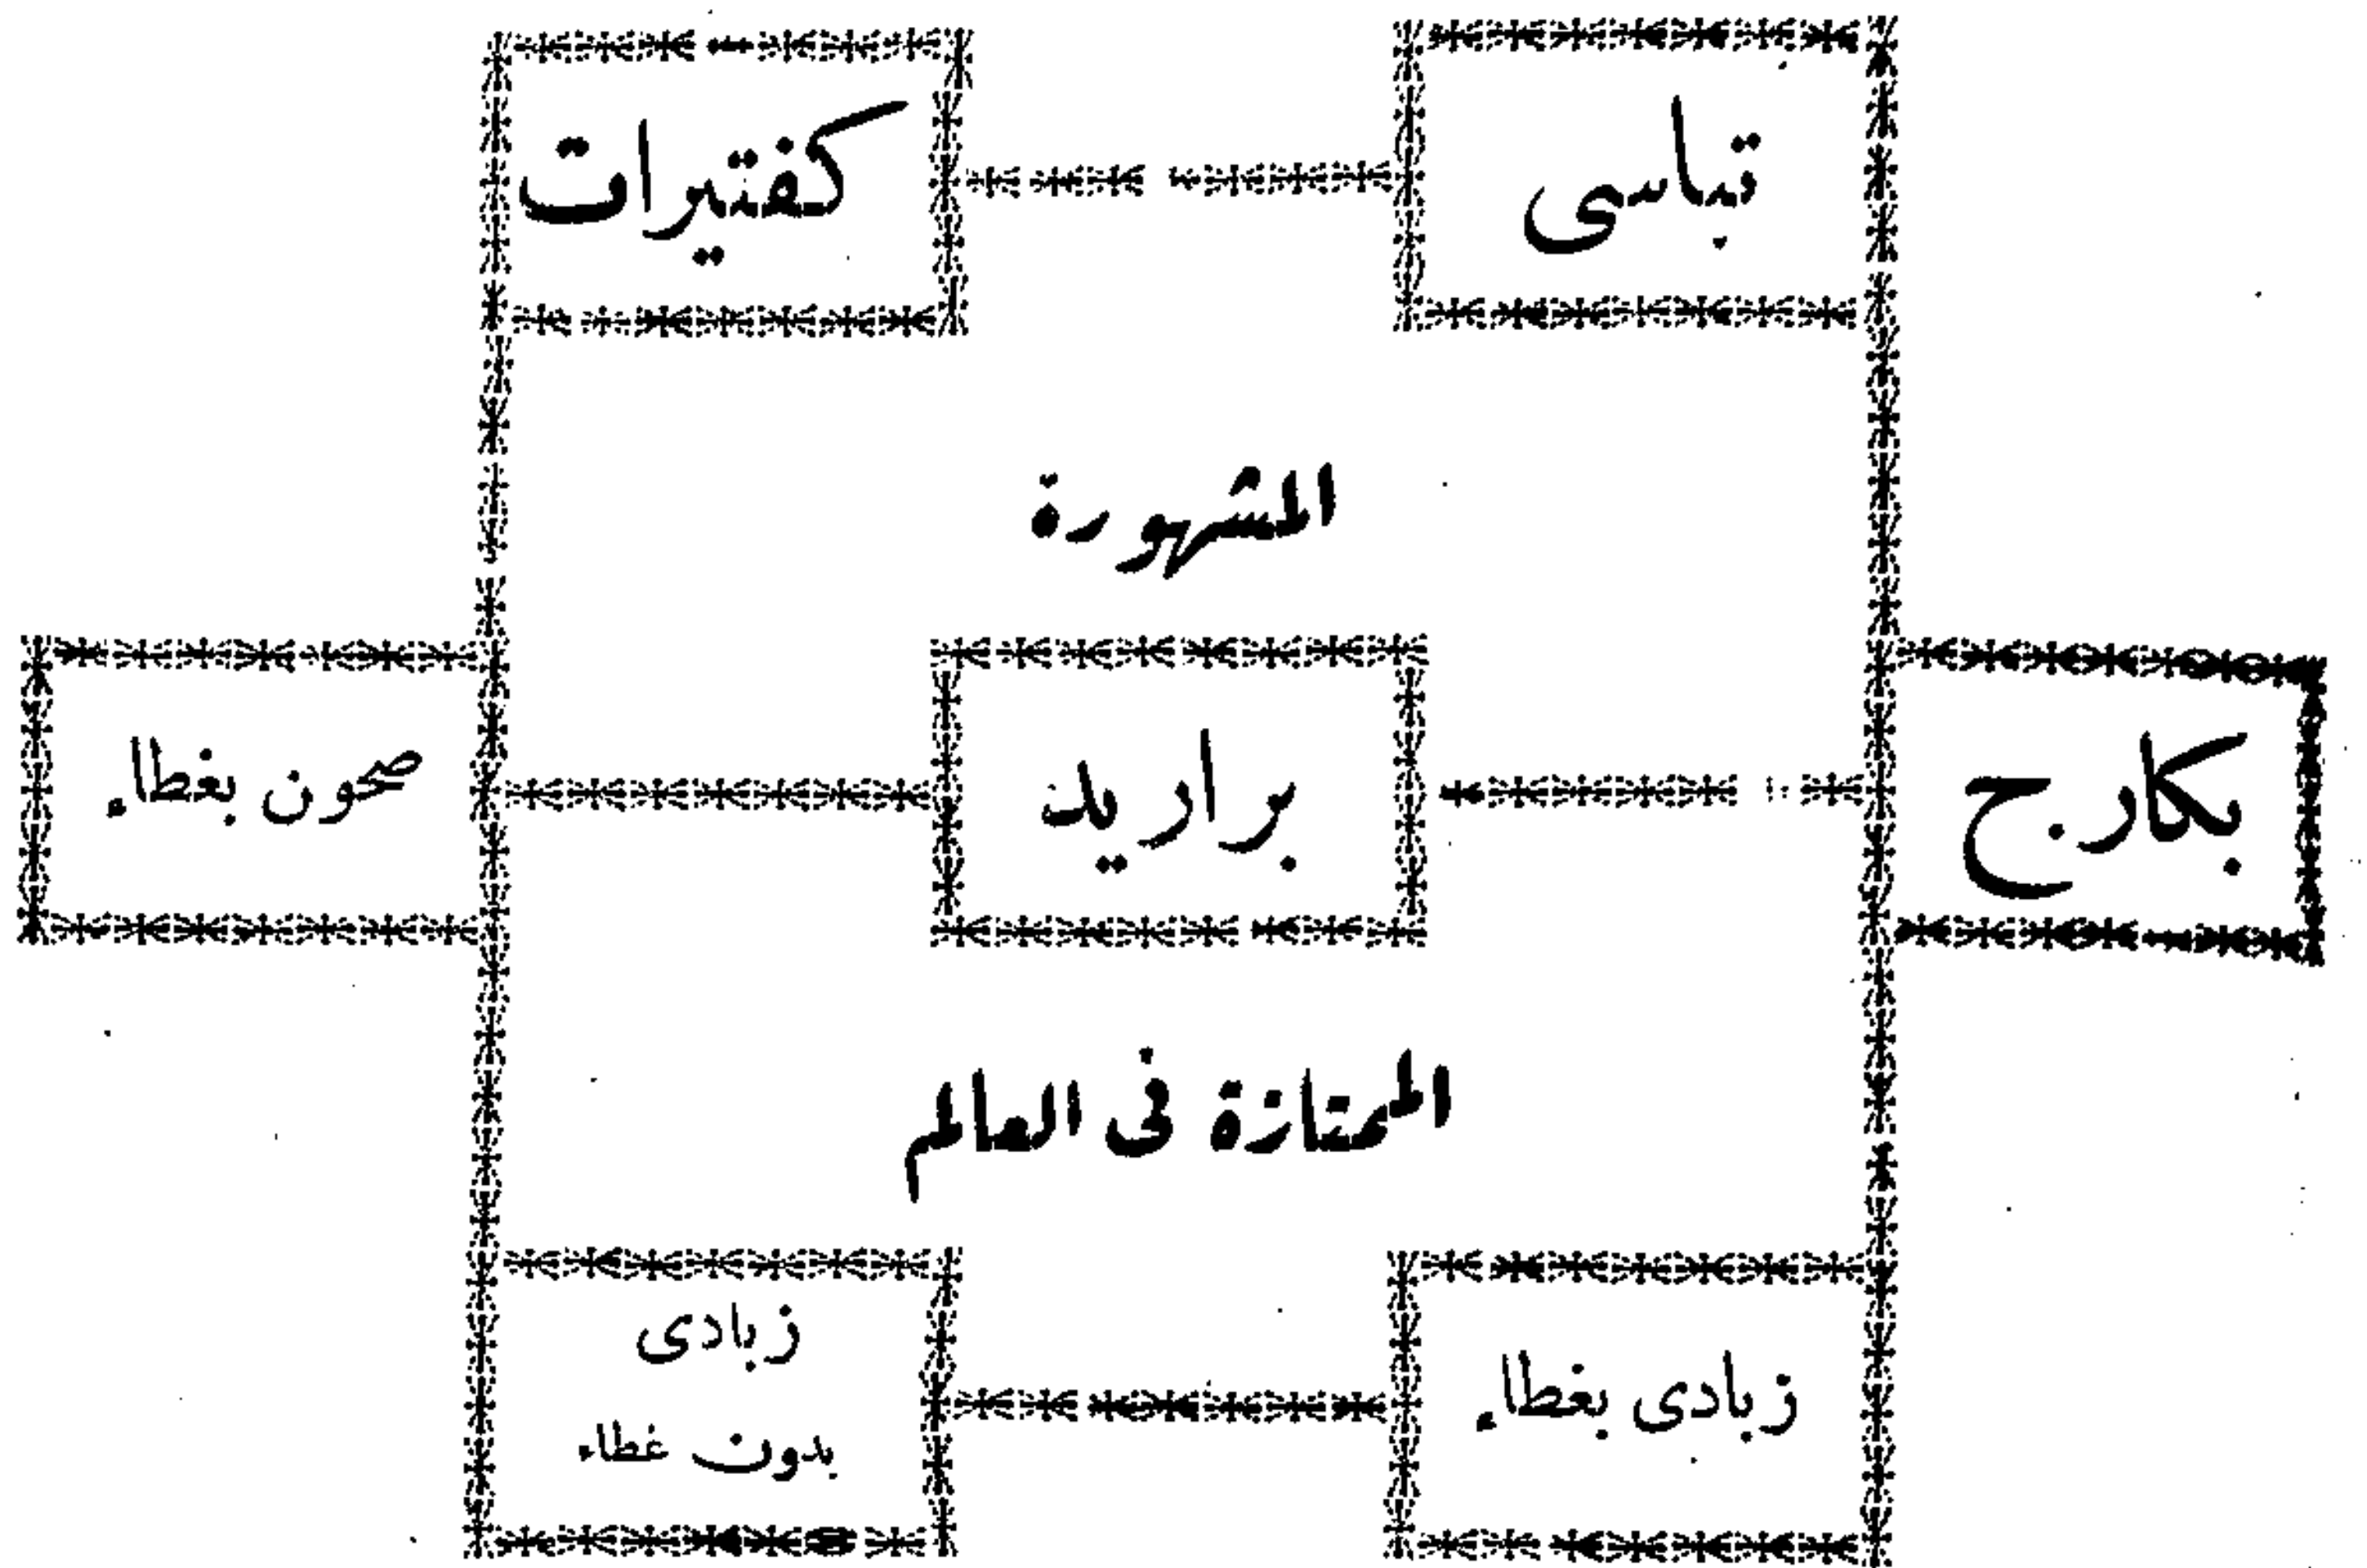 تباسى
كفتيرات
المشهورة
بكارج
براريد
صحون بغطاء
الممتازة فى العالم
زبادى بغطاء
زبادى
بدون غطاء